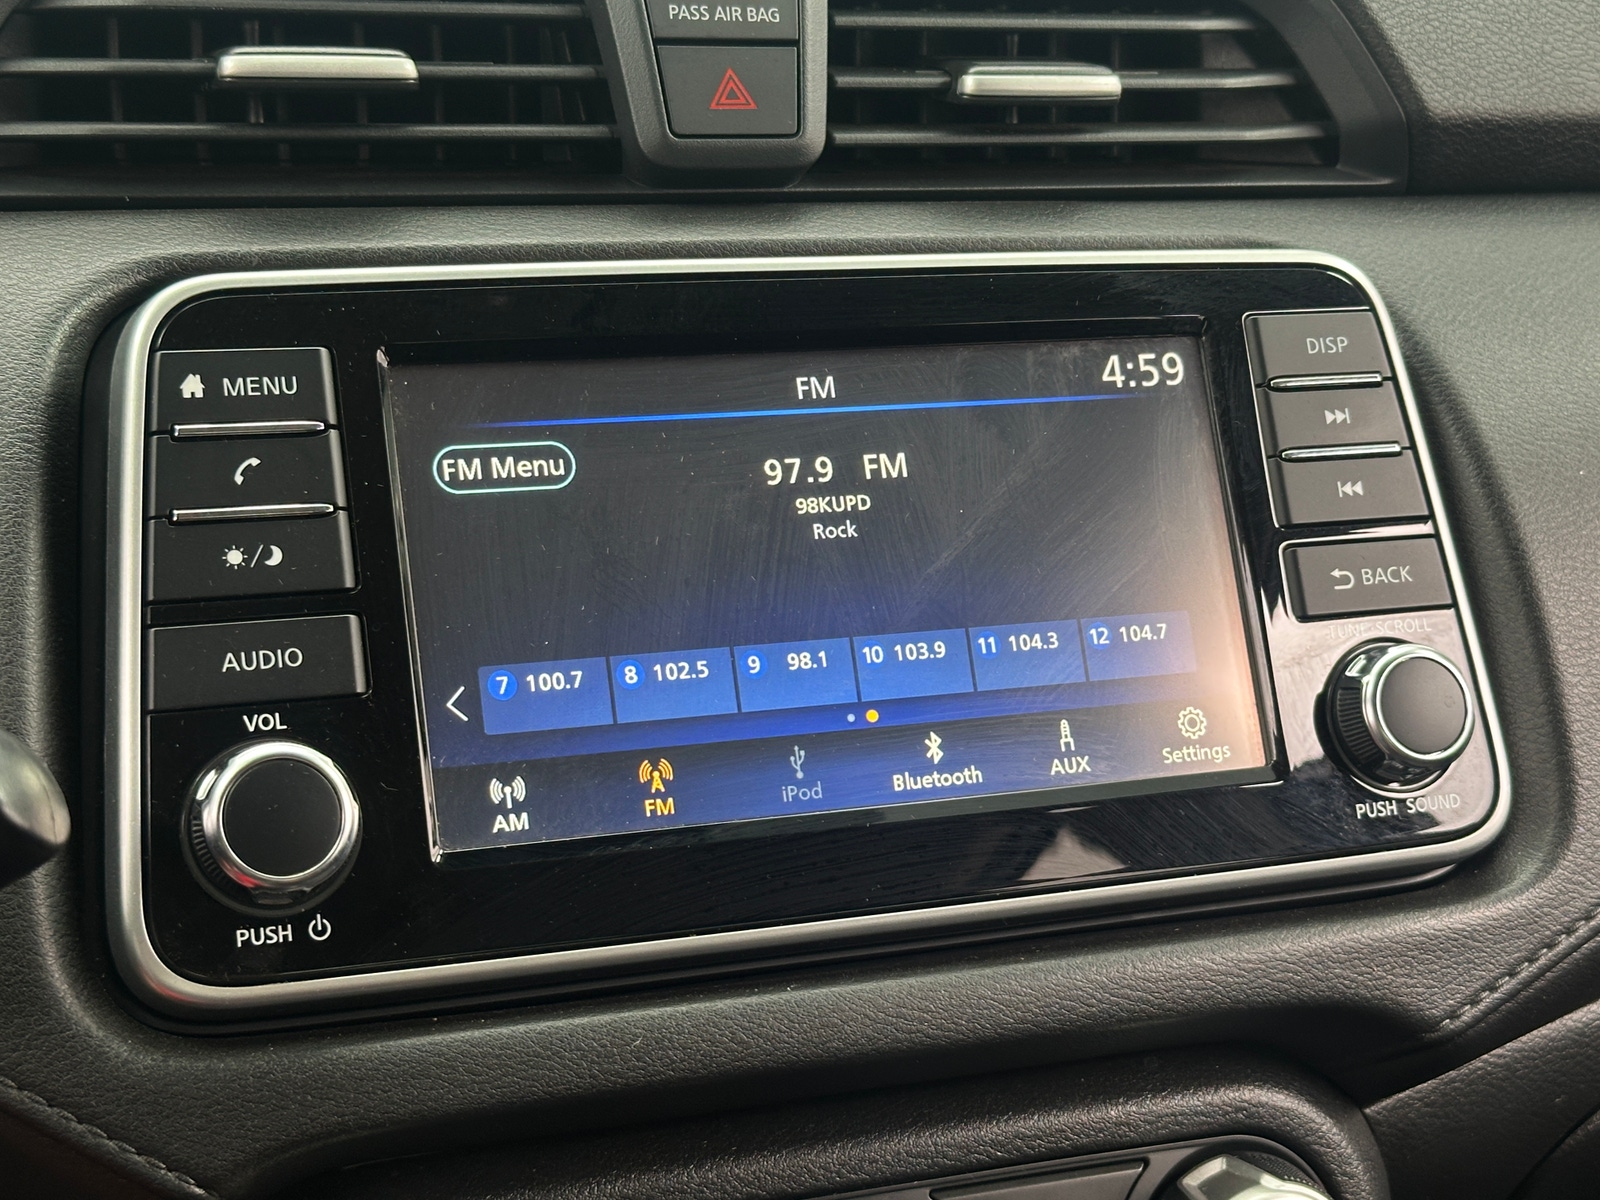 PASS AIR BAG
MENU
AUDIO
VOL
PUSH
FM
4:59
FM Menu
97.9 FM
98KUPD
Rock
7 100.7
8 102.5
9 98.1
10 103.9
11 104.3
12 104.7
AM
FM
iPod
Bluetooth
AUX
Settings
DISP
BACK
TUNE·SCROLL
PUSH SOUND